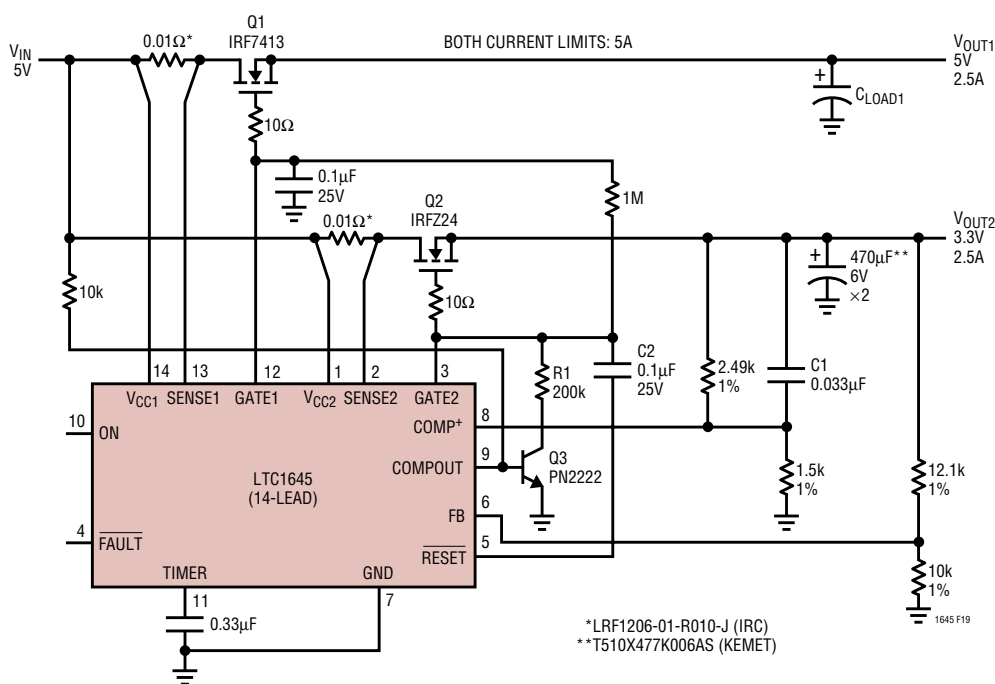 Q1
IRF7413
VIN
5V
0.01Ω*
BOTH CURRENT LIMITS: 5A
VOUT1
5V
2.5A
+
CLOAD1
10Ω
0.1µF
25V
1M
Q2
IRFZ24
0.01Ω*
VOUT2
3.3V
2.5A
+
470µF**
6V
×2
10k
10Ω
R1
200k
C2
0.1µF
25V
2.49k
1%
C1
0.033µF
14 13 12 1 2 3
VCC1 SENSE1 GATE1 VCC2 SENSE2 GATE2
10
ON
COMP+
8
COMPOUT
9
Q3
PN2222
1.5k
1%
12.1k
1%
LTC1645
(14-LEAD)
FB
6
4
FAULT
RESET
5
TIMER
GND
11
7
0.33µF
10k
1%
1645 F19
*LRF1206-01-R010-J (IRC)
**T510X477K006AS (KEMET)